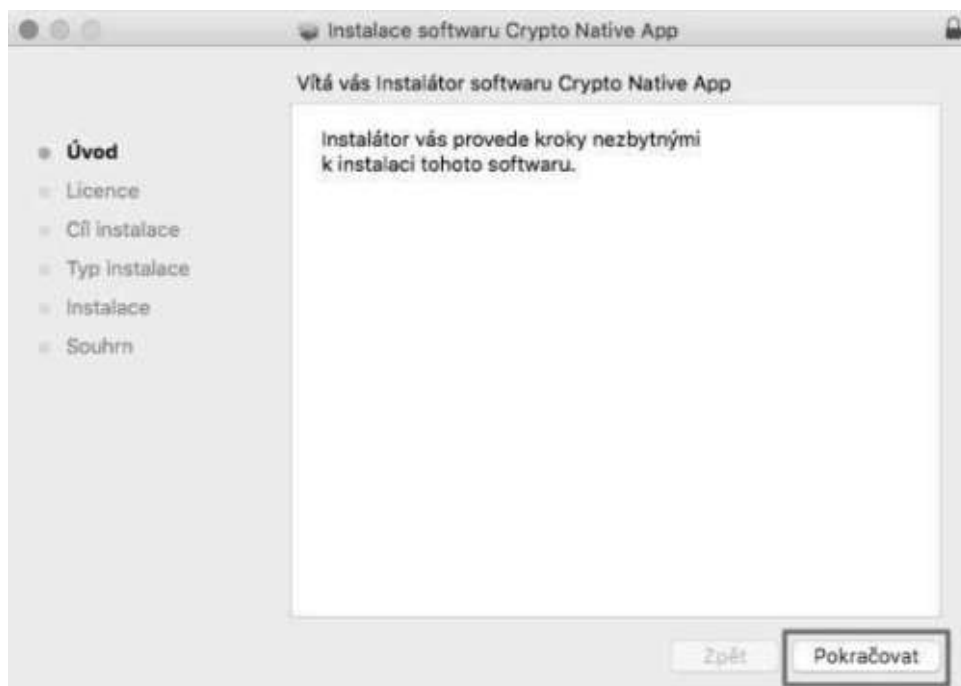 Instalace softwaru Crypto Native App
Vítá vás Instalátor softwaru Crypto Native App
Instalátor vás provede kroky nezbytnými
k instalaci tohoto softwaru.
Úvod
Licence
Cíl instalace
Typ instalace
Instalace
Souhrn
Zpět
Pokračovat